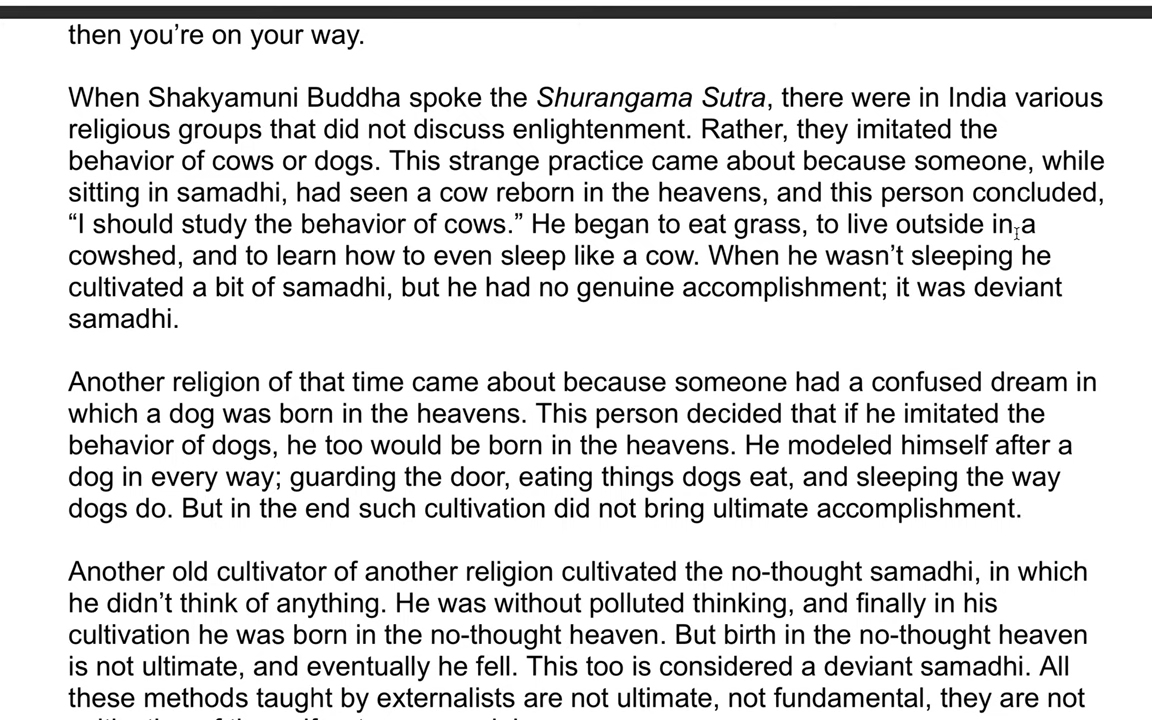 then you’re on your way.
When Shakyamuni Buddha spoke the Shurangama Sutra, there were in India various
religious groups that did not discuss enlightenment. Rather, they imitated the
behavior of cows or dogs. This strange practice came about because someone, while
sitting in samadhi, had seen a cow reborn in the heavens, and this person concluded,
“I should study the behavior of cows.” He began to eat grass, to live outside in a
cowshed, and to learn how to even sleep like a cow. When he wasn’t sleeping he
cultivated a bit of samadhi, but he had no genuine accomplishment; it was deviant
samadhi.
Another religion of that time came about because someone had a confused dream in
which a dog was born in the heavens. This person decided that if he imitated the
behavior of dogs, he too would be born in the heavens. He modeled himself after a
dog in every way; guarding the door, eating things dogs eat, and sleeping the way
dogs do. But in the end such cultivation did not bring ultimate accomplishment.
Another old cultivator of another religion cultivated the no-thought samadhi, in which
he didn’t think of anything. He was without polluted thinking, and finally in his
cultivation he was born in the no-thought heaven. But birth in the no-thought heaven
is not ultimate, and eventually he fell. This too is considered a deviant samadhi. All
these methods taught by externalists are not ultimate, not fundamental, they are not